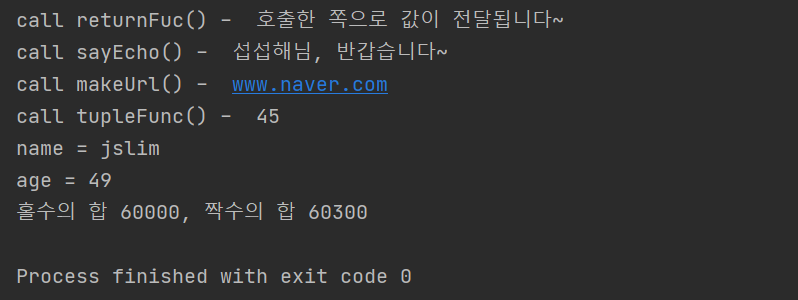 call returnFuc() -  호출한 쪽으로 값이 전달됩니다~
call sayEcho() -  섭섭해님, 반갑습니다~
call makeUrl() -  www.naver.com
call tupleFunc() -  45
name = jslim
age = 49
홀수의 합 60000, 짝수의 합 60300
Process finished with exit code 0